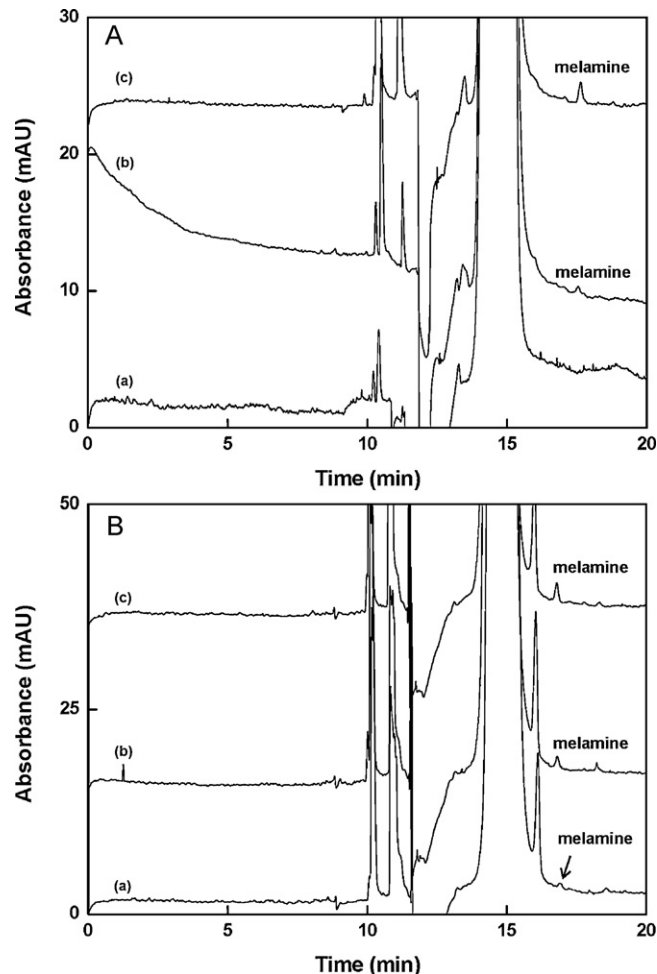 A
30
20
10
0
Absorbance (mAU)
(c)
melamine
(b)
melamine
(a)
0 5 10 15 20
Time (min)
B
50
25
0
Absorbance (mAU)
(c)
melamine
(b)
melamine
(a)
melamine
0 5 10 15 20
Time (min)